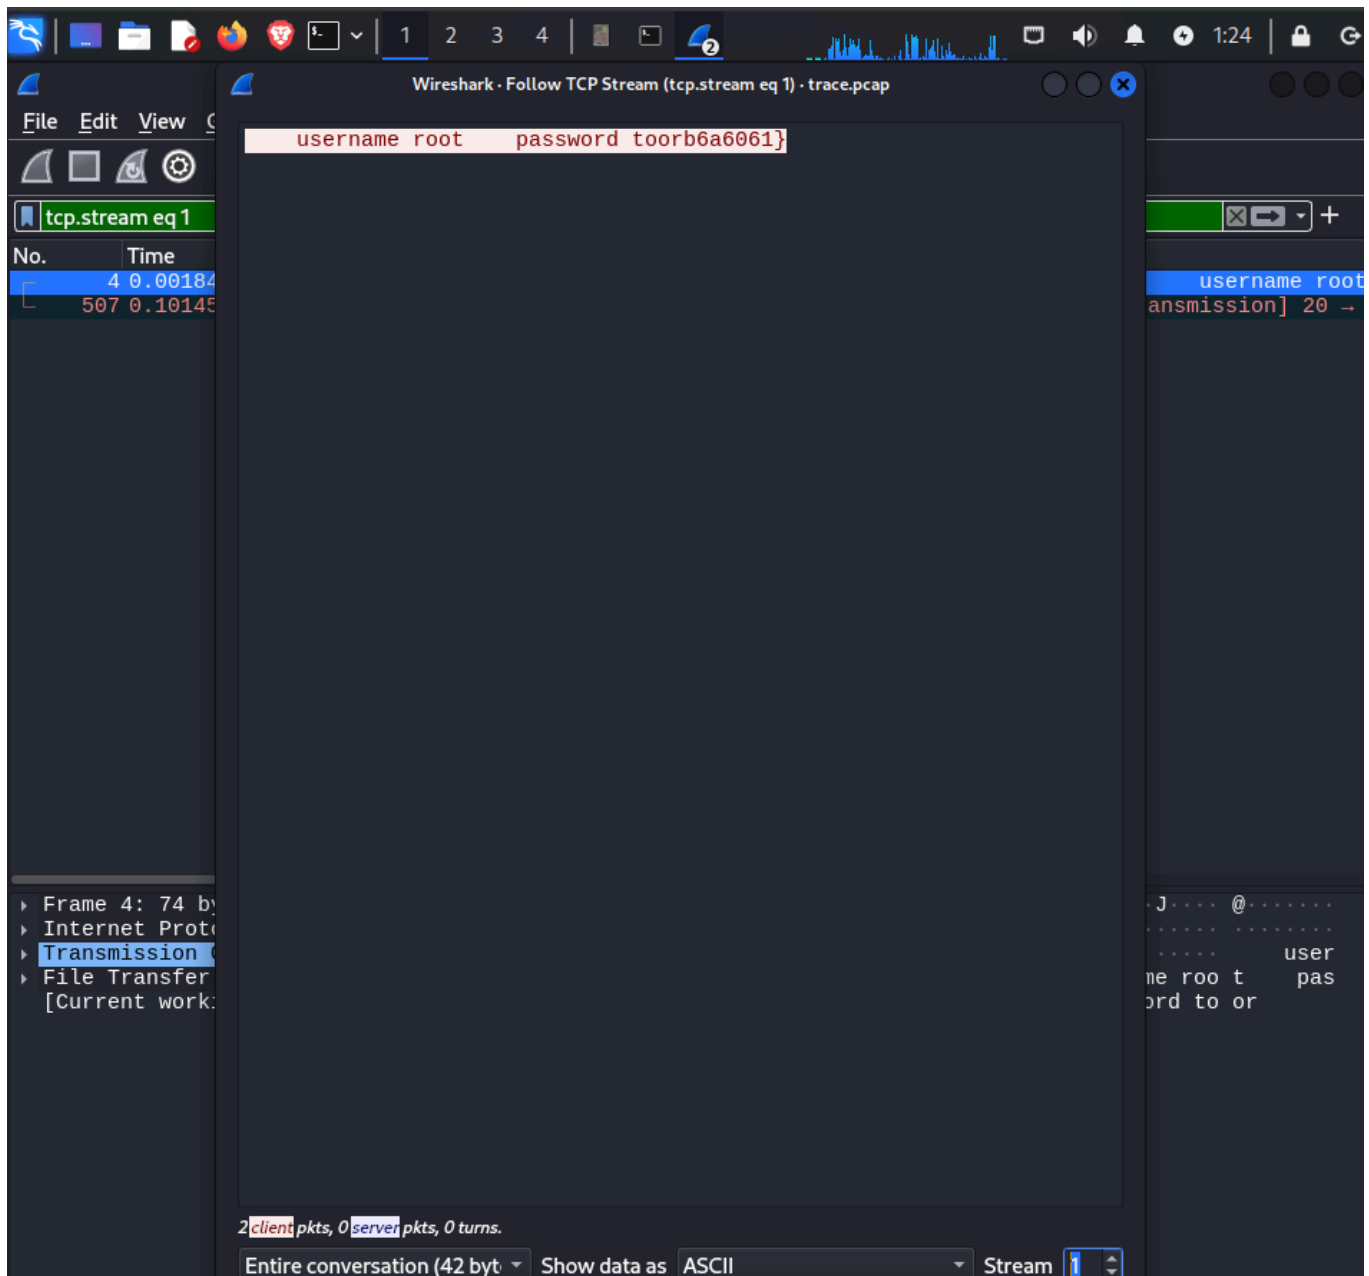 1 2 3 4 2 1:24
Wireshark · Follow TCP Stream (tcp.stream eq 1) · trace.pcap
File Edit View
username root password toorb6a6061}
tcp.stream eq 1
No. Time
4 0.00184 username root
507 0.10145 ansmission] 20 →
Frame 4: 74 by J···· @·······
Internet Proto
Transmission user
File Transfer me roo t pas
[Current worki ord to or
2 client pkts, 0 server pkts, 0 turns.
Entire conversation (42 byt Show data as ASCII Stream 1